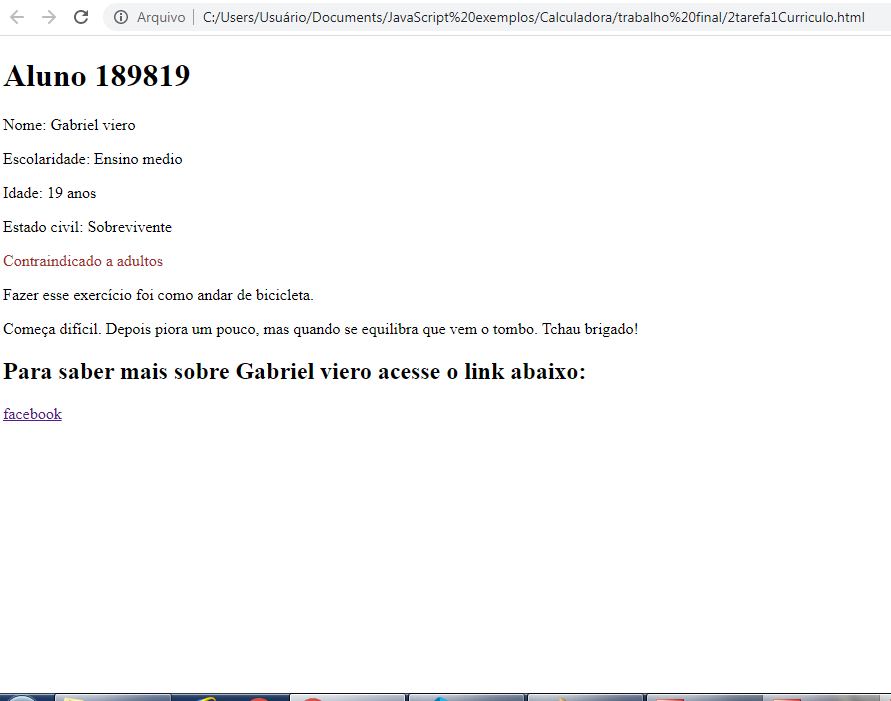 Arquivo C:/Users/Usuário/Documents/JavaScript%20exemplos/Calculadora/trabalho%20final/2tarefa1Curriculo.html
Aluno 189819
Nome: Gabriel viero
Escolaridade: Ensino medio
Idade: 19 anos
Estado civil: Sobrevivente
Contraindicado a adultos
Fazer esse exercício foi como andar de bicicleta.
Começa difícil. Depois piora um pouco, mas quando se equilibra que vem o tombo. Tchau brigado!
Para saber mais sobre Gabriel viero acesse o link abaixo:
facebook